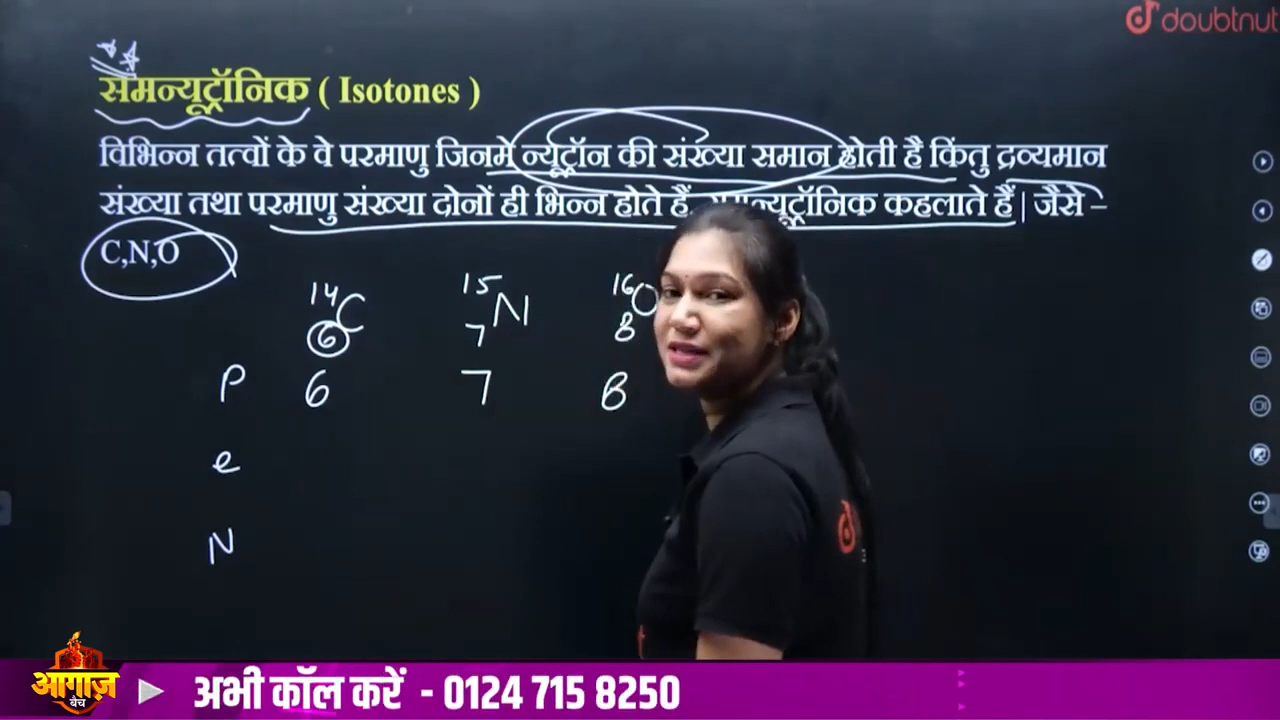 doubtnut
समन्यूट्रॉनिक ( Isotones )
विभिन्न तत्वों के वे परमाणु जिनमे न्यूट्रॉन की संख्या समान होती है किंतु द्रव्यमान
संख्या तथा परमाणु संख्या दोनों ही भिन्न होते हैं, समन्यूट्रॉनिक कहलाते हैं | जैसे –
C,N,O
14 C 15 N 16 O
6 7 8
P 6 7 8
e
N
आगाज़
बैच
अभी कॉल करें - 0124 715 8250